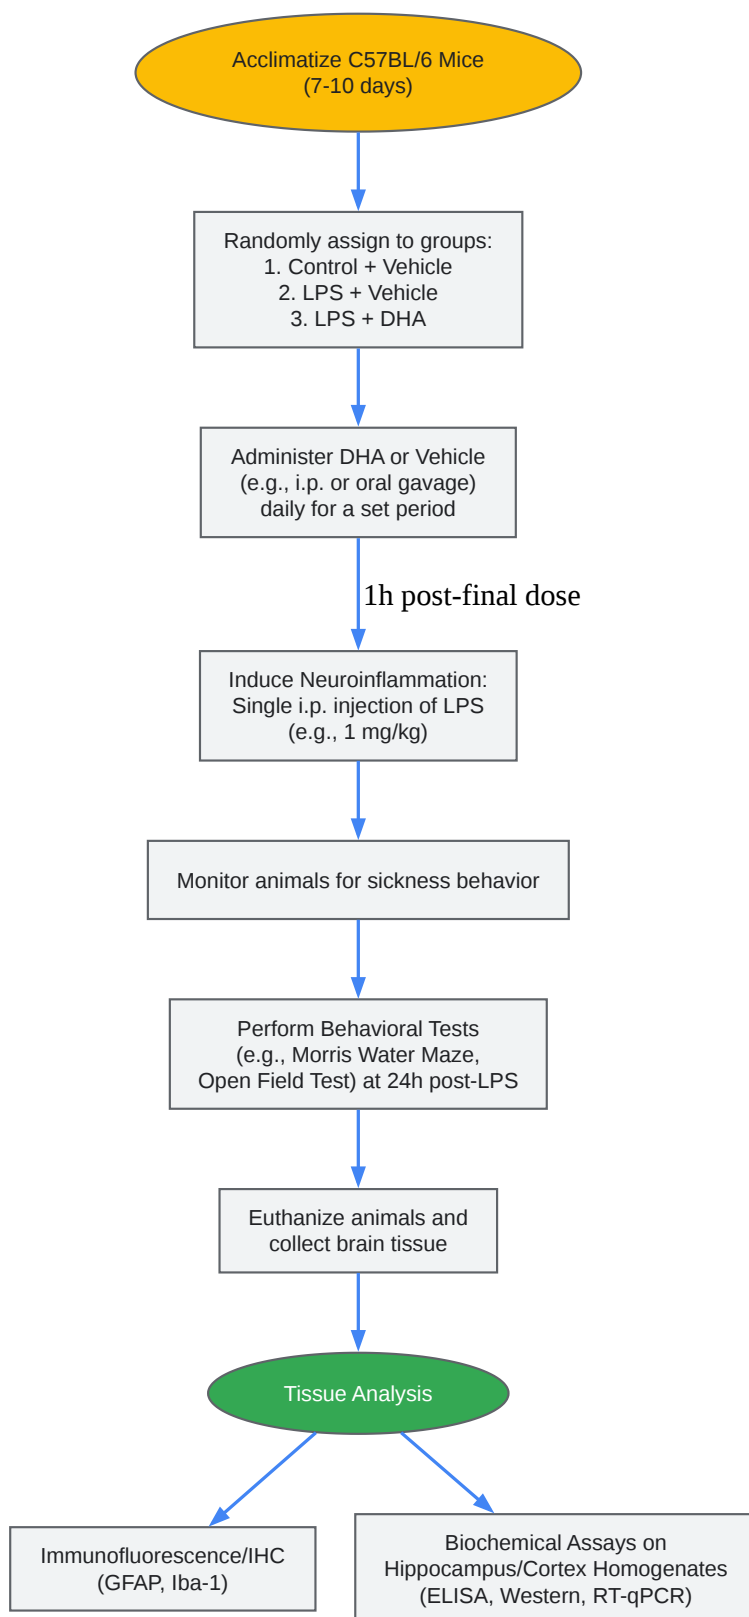 Acclimatize C57BL/6 Mice
(7-10 days)
Randomly assign to groups:
1. Control + Vehicle
2. LPS + Vehicle
3. LPS + DHA
Administer DHA or Vehicle
(e.g., i.p. or oral gavage)
daily for a set period
1h post-final dose
Induce Neuroinflammation:
Single i.p. injection of LPS
(e.g., 1 mg/kg)
Monitor animals for sickness behavior
Perform Behavioral Tests
(e.g., Morris Water Maze,
Open Field Test) at 24h post-LPS
Euthanize animals and
collect brain tissue
Tissue Analysis
Immunofluorescence/IHC
(GFAP, Iba-1)
Biochemical Assays on
Hippocampus/Cortex Homogenates
(ELISA, Western, RT-qPCR)